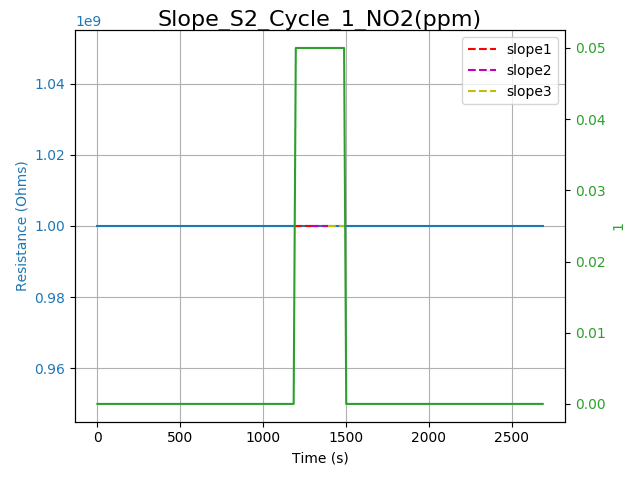 Slope_S2_Cycle_1_NO2(ppm)
1e9
slope1
slope2
slope3
1.04
1.02
1.00
0.98
0.96
Resistance (Ohms)
0.05
0.04
0.03
0.02
0.01
0.00
1
0 500 1000 1500 2000 2500
Time (s)